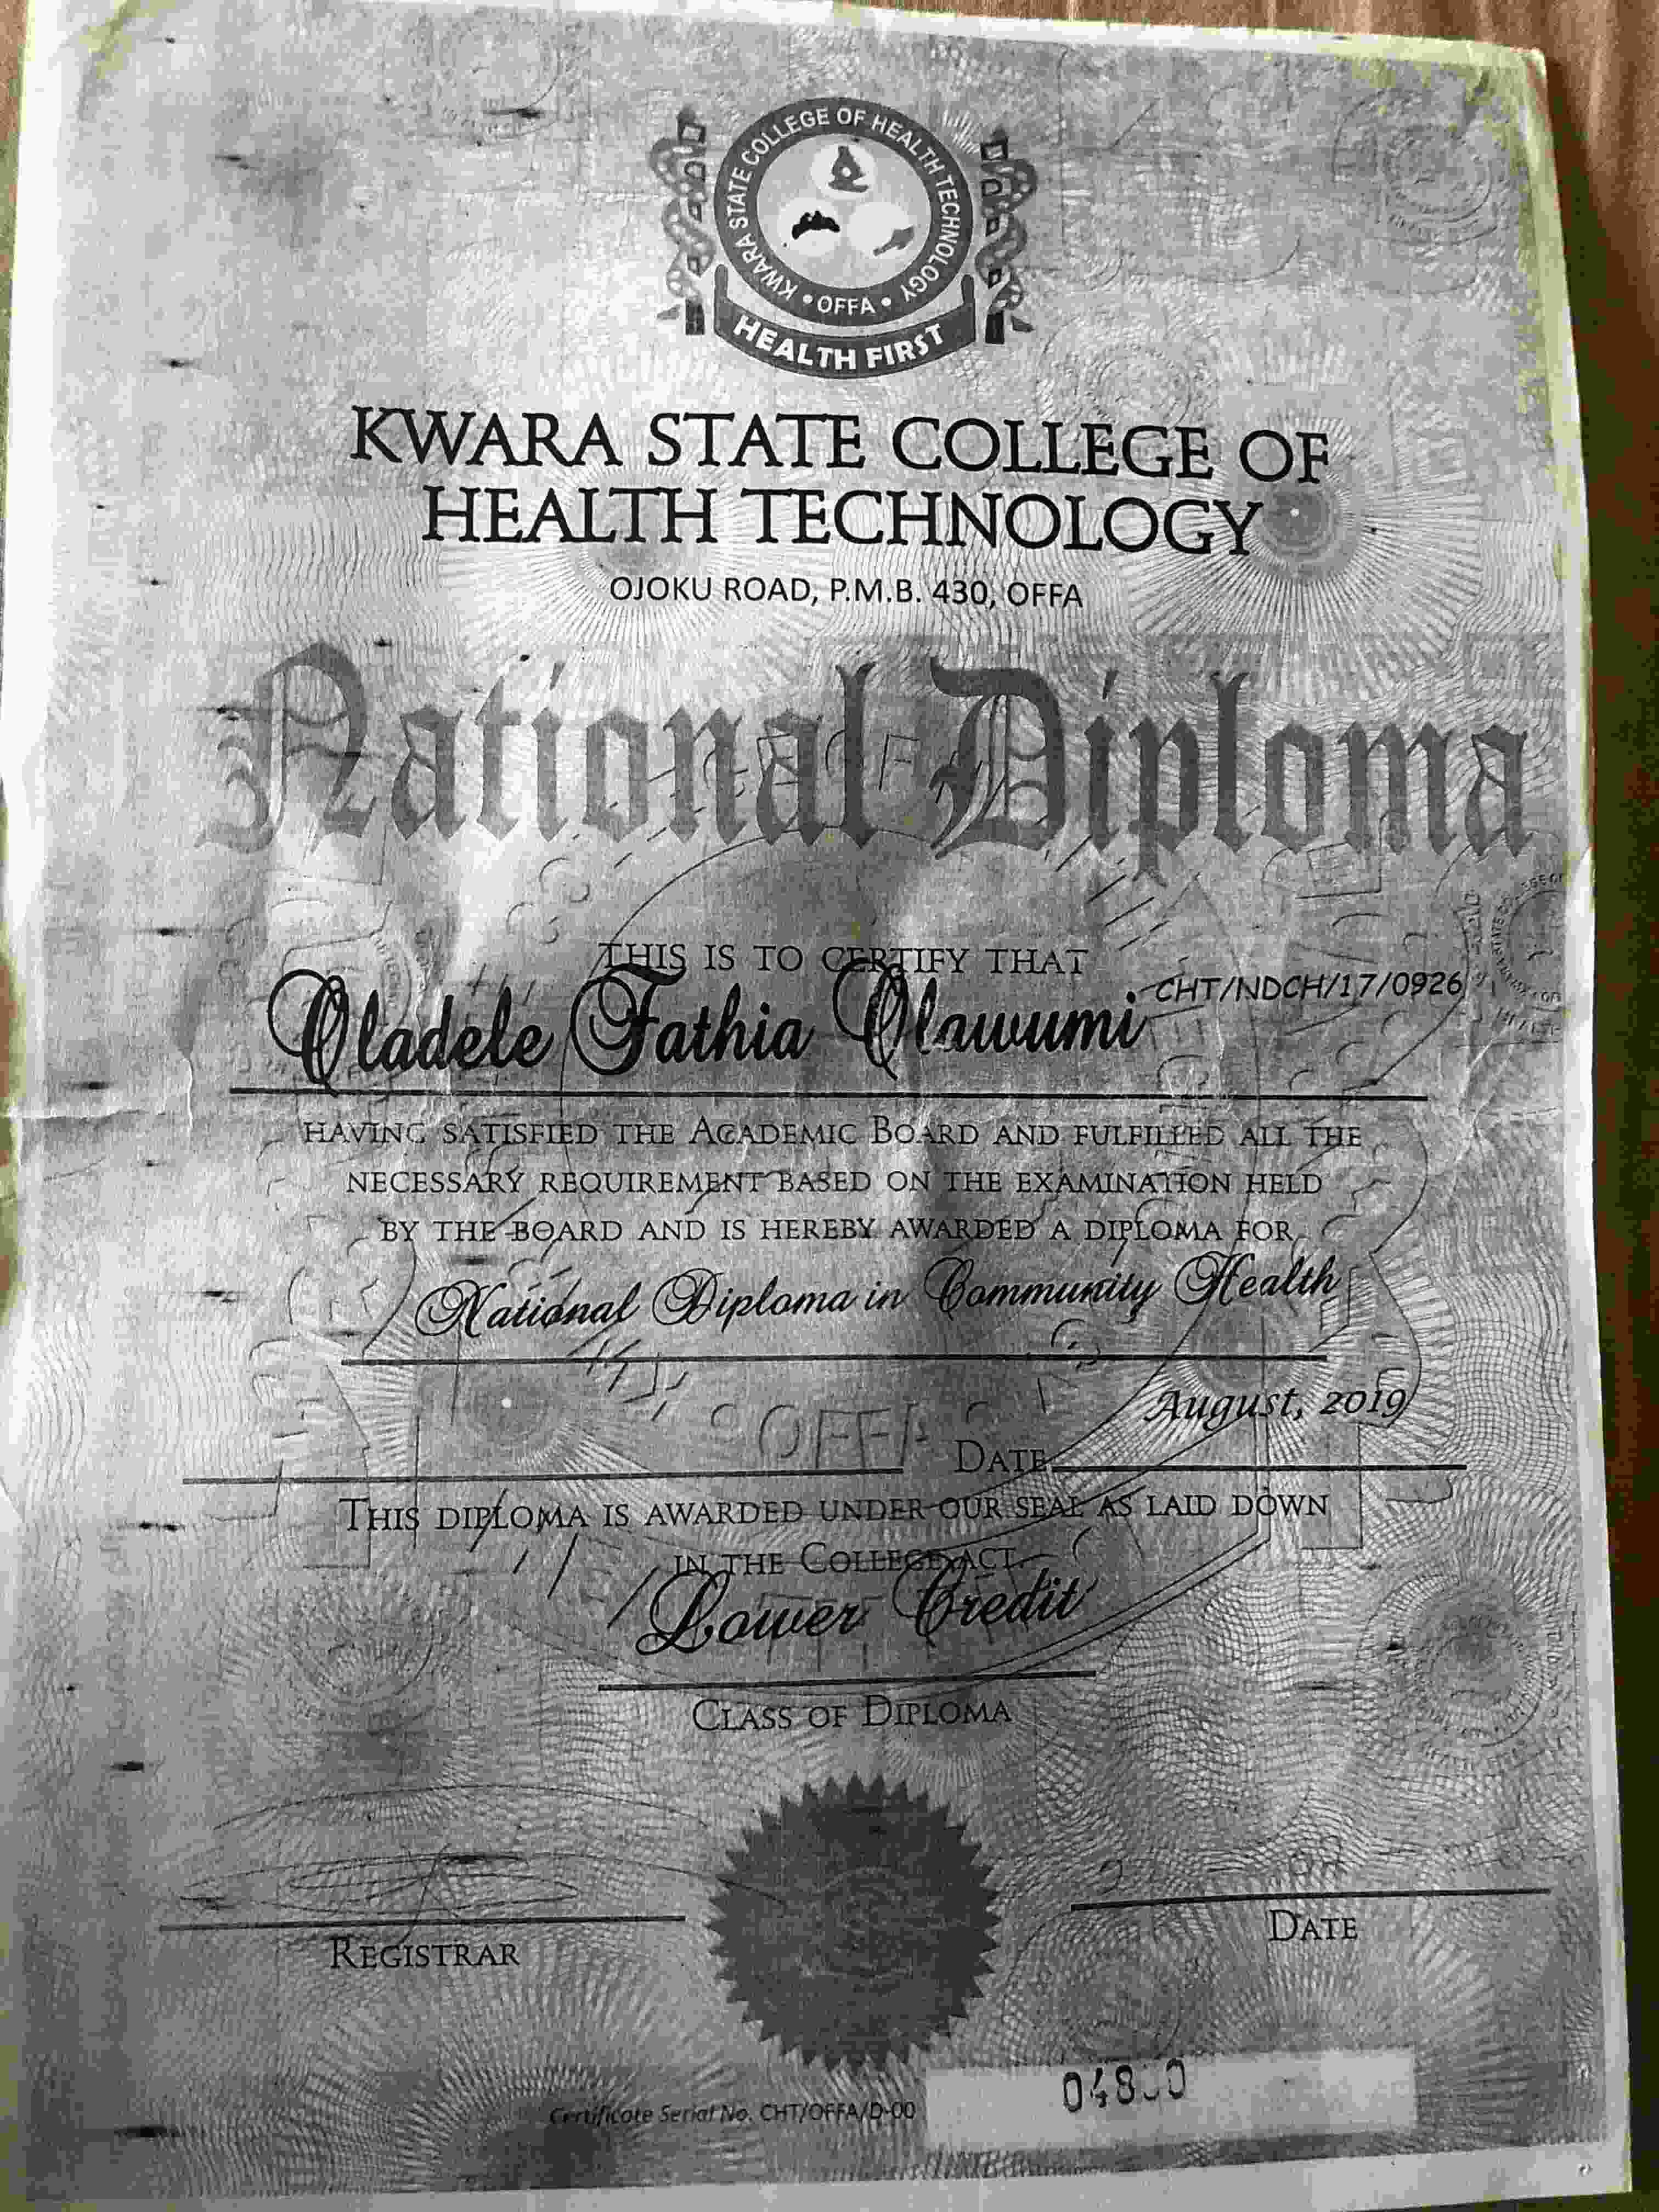 KWARA STATE COLLEGE OF HEALTH TECHNOLOGY
• OFFA •
HEALTH FIRST
KWARA STATE COLLEGE OF
HEALTH TECHNOLOGY
OJOKU ROAD, P.M.B. 430, OFFA
National Diploma
THIS IS TO CERTIFY THAT
Oladele Fathia Olawumi CHT/NDCH/17/0926
HAVING SATISFIED THE ACADEMIC BOARD AND FULFILLED ALL THE
NECESSARY REQUIREMENT BASED ON THE EXAMINATION HELD
BY THE BOARD AND IS HEREBY AWARDED A DIPLOMA FOR
National Diploma in Community Health
August, 2019
DATE
THIS DIPLOMA IS AWARDED UNDER OUR SEAL AS LAID DOWN
IN THE COLLEGE ACT
Lower Credit
CLASS OF DIPLOMA
REGISTRAR
DATE
Certificate Serial No. CHT/OFFA/D-00